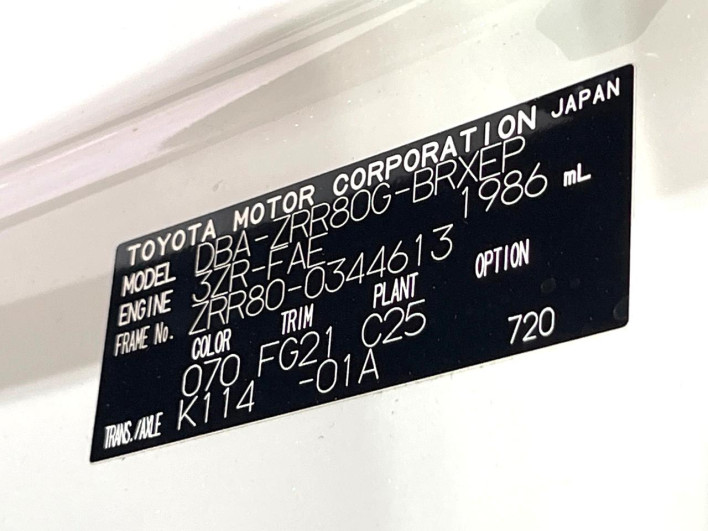 TOYOTA MOTOR CORPORATION JAPAN
MODEL DBA-ZRR80G-BRXEP
ENGINE 3ZR-FAE 1986 mL
FRAME No. ZRR80-0344613
COLOR TRIM PLANT OPTION
070 FG21 C25 720
TRANS./AXLE K114 -01A